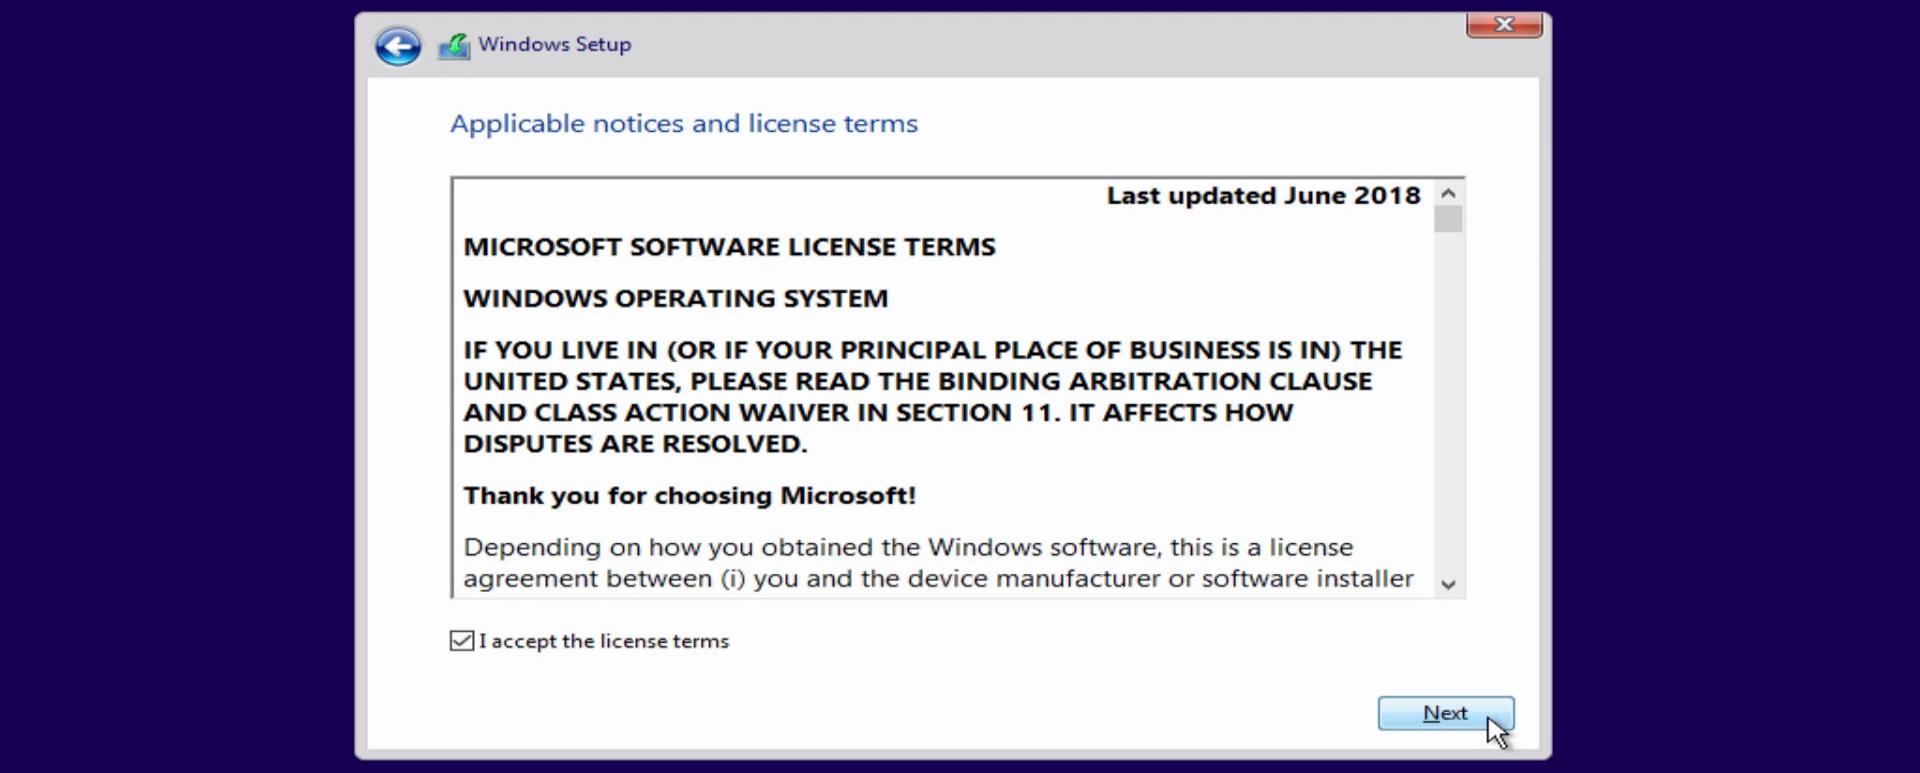 Windows Setup
Applicable notices and license terms
Last updated June 2018
MICROSOFT SOFTWARE LICENSE TERMS
WINDOWS OPERATING SYSTEM
IF YOU LIVE IN (OR IF YOUR PRINCIPAL PLACE OF BUSINESS IS IN) THE
UNITED STATES, PLEASE READ THE BINDING ARBITRATION CLAUSE
AND CLASS ACTION WAIVER IN SECTION 11. IT AFFECTS HOW
DISPUTES ARE RESOLVED.
Thank you for choosing Microsoft!
Depending on how you obtained the Windows software, this is a license
agreement between (i) you and the device manufacturer or software installer
I accept the license terms
Next